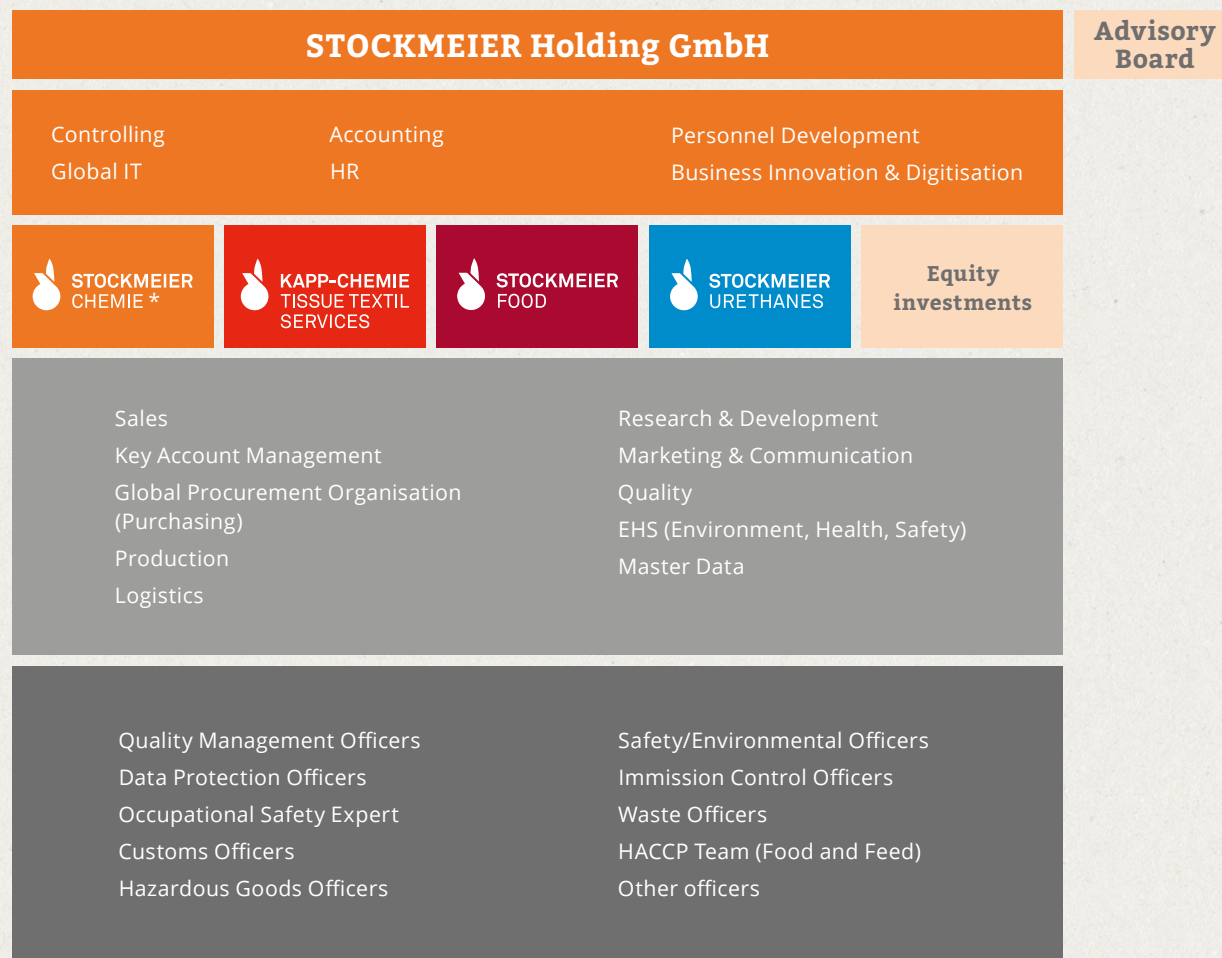 STOCKMEIER Holding GmbH
Advisory
Board
Controlling
Global IT
Accounting
HR
Personnel Development
Business Innovation & Digitisation
STOCKMEIER
CHEMIE *
KAPP-CHEMIE
TISSUE TEXTIL
SERVICES
STOCKMEIER
FOOD
STOCKMEIER
URETHANES
Equity
investments
Sales
Key Account Management
Global Procurement Organisation
(Purchasing)
Production
Logistics
Research & Development
Marketing & Communication
Quality
EHS (Environment, Health, Safety)
Master Data
Quality Management Officers
Data Protection Officers
Occupational Safety Expert
Customs Officers
Hazardous Goods Officers
Safety/Environmental Officers
Immission Control Officers
Waste Officers
HACCP Team (Food and Feed)
Other officers